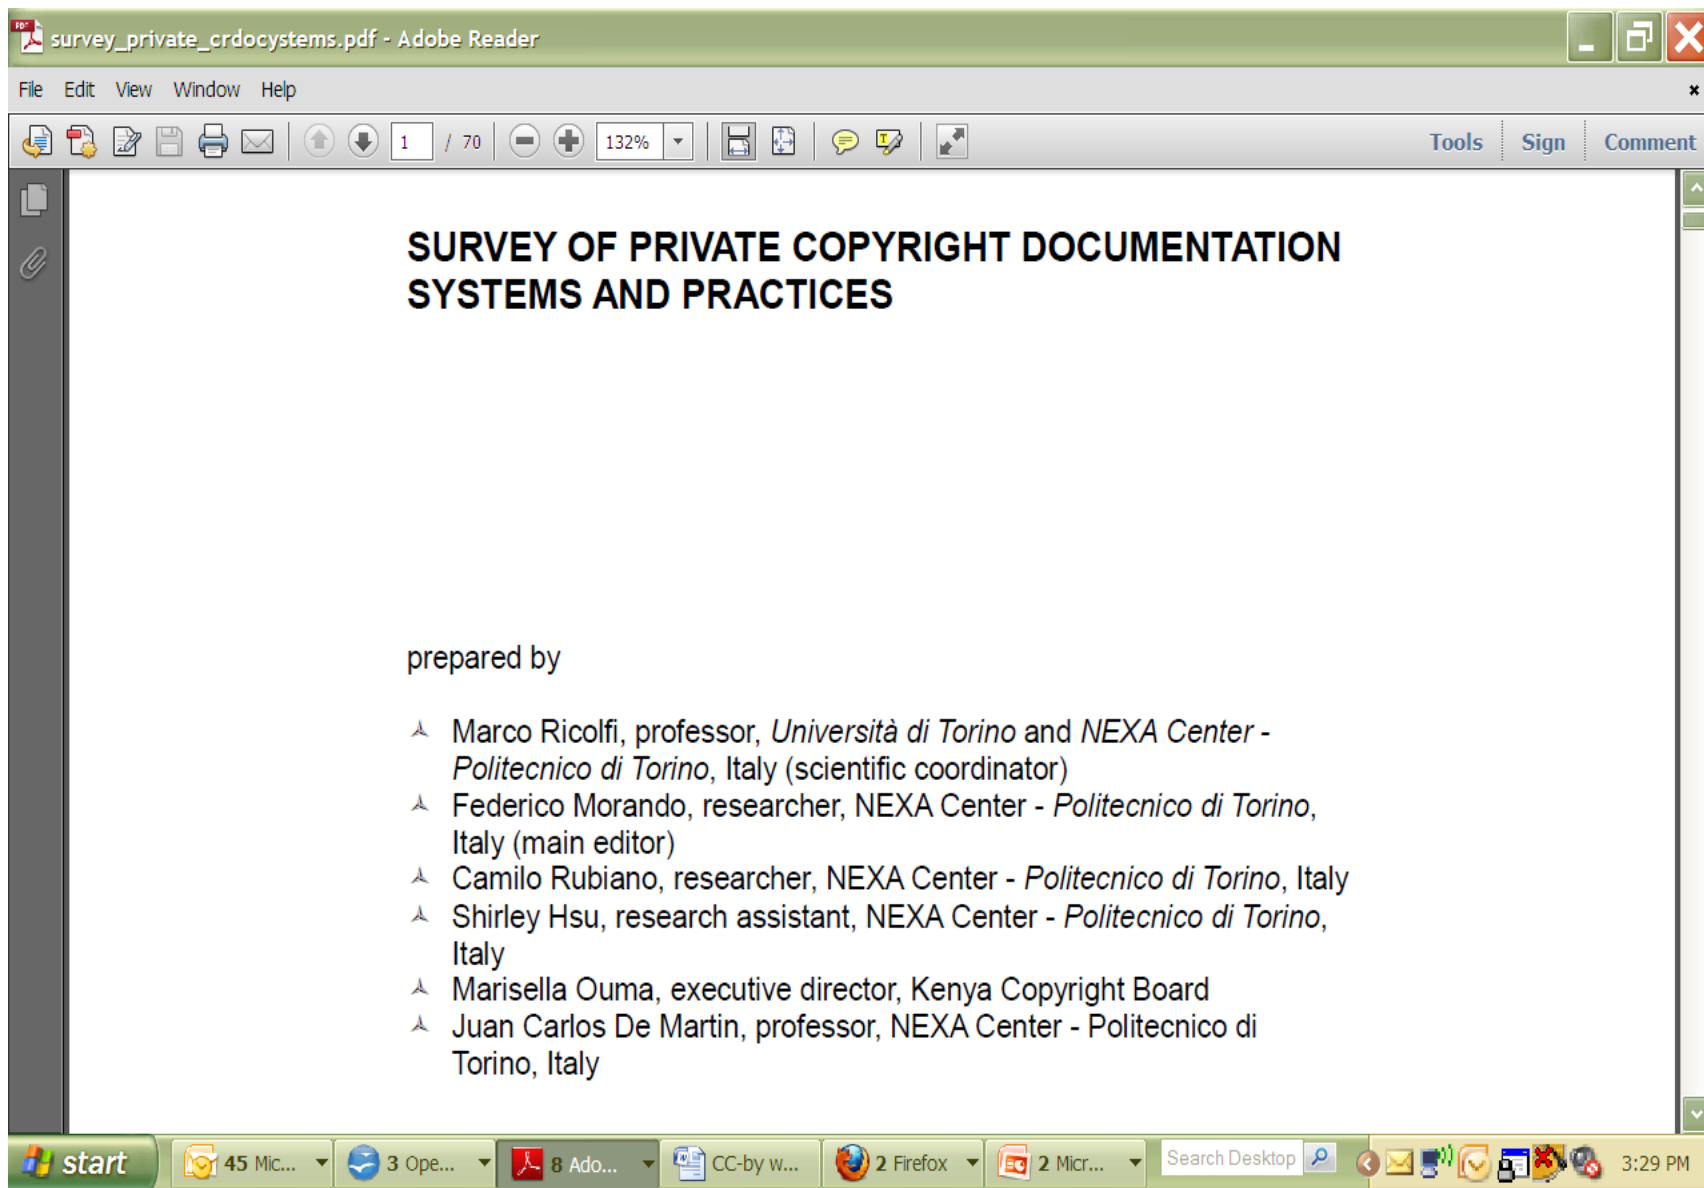 survey_private_crdocystems.pdf - Adobe Reader
File Edit View Window Help
1 / 70 132% Tools Sign Comment
SURVEY OF PRIVATE COPYRIGHT DOCUMENTATION
SYSTEMS AND PRACTICES
prepared by
Marco Ricolfi, professor, Università di Torino and NEXA Center -
Politecnico di Torino, Italy (scientific coordinator)
Federico Morando, researcher, NEXA Center - Politecnico di Torino,
Italy (main editor)
Camilo Rubiano, researcher, NEXA Center - Politecnico di Torino, Italy
Shirley Hsu, research assistant, NEXA Center - Politecnico di Torino,
Italy
Marisella Ouma, executive director, Kenya Copyright Board
Juan Carlos De Martin, professor, NEXA Center - Politecnico di
Torino, Italy
start 45 Mic... 3 Ope... 8 Ado... CC-by w... 2 Firefox 2 Micr... Search Desktop 3:29 PM